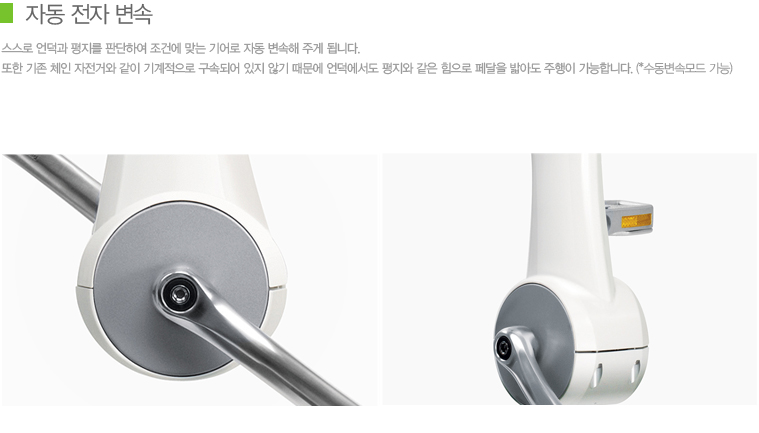 자동 전자 변속
스스로 언덕과 평지를 판단하여 조건에 맞는 기어로 자동 변속해 주게 됩니다.
또한 기존 체인 자전거와 같이 기계적으로 구속되어 있지 않기 때문에 언덕에서도 평지와 같은 힘으로 페달을 밟아도 주행이 가능합니다. (*수동변속모드 가능)